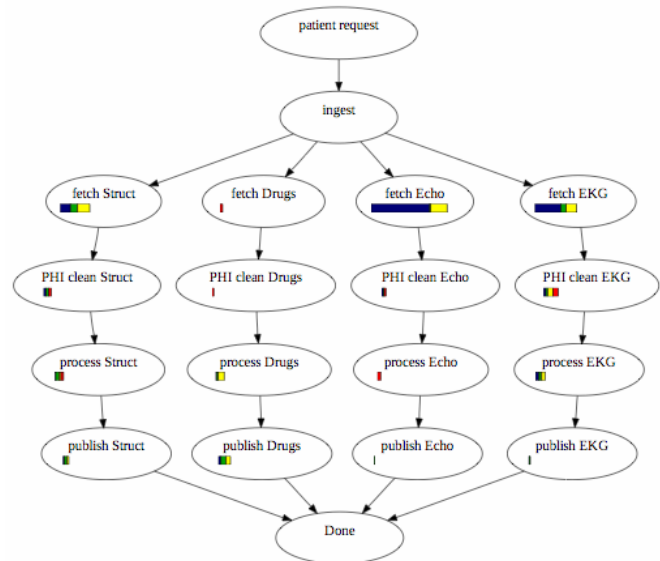 patient request
ingest
fetch Struct
fetch Drugs
fetch Echo
fetch EKG
PHI clean Struct
PHI clean Drugs
PHI clean Echo
PHI clean EKG
process Struct
process Drugs
process Echo
process EKG
publish Struct
publish Drugs
publish Echo
publish EKG
Done